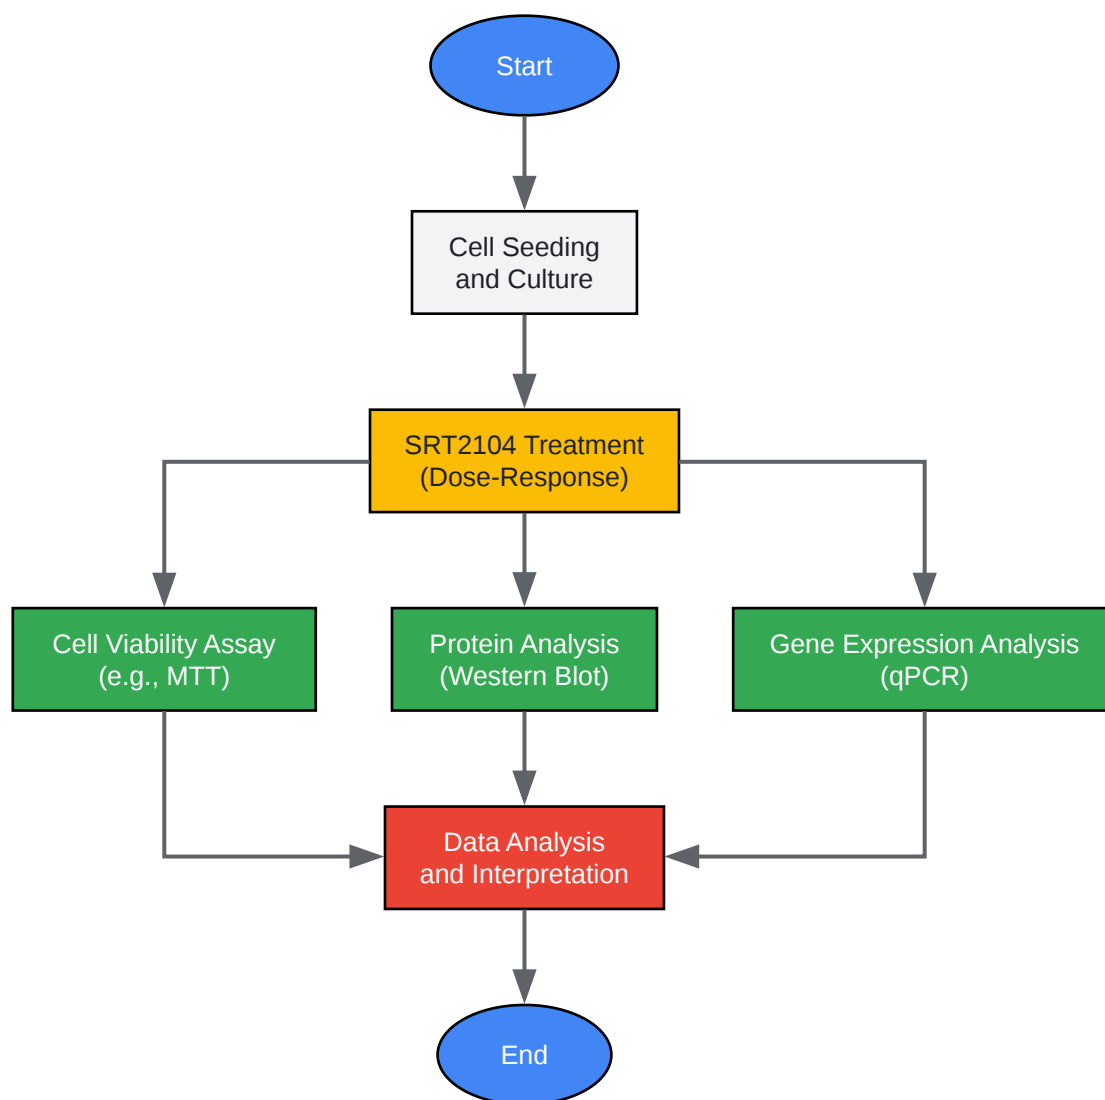 Start
Cell Seeding
and Culture
SRT2104 Treatment
(Dose-Response)
Cell Viability Assay
(e.g., MTT)
Protein Analysis
(Western Blot)
Gene Expression Analysis
(qPCR)
Data Analysis
and Interpretation
End